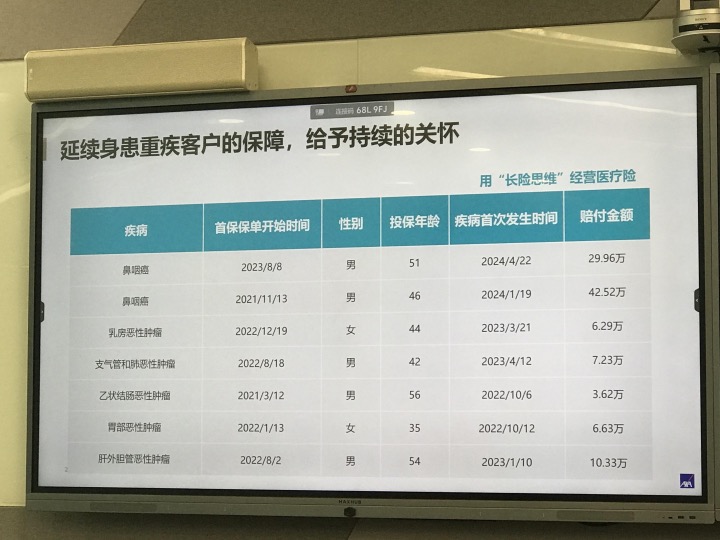 连接码 68L 9FJ
延续身患重疾客户的保障，给予持续的关怀
用“长险思维”经营医疗险
疾病 首保保单开始时间 性别 投保年龄 疾病首次发生时间 赔付金额
鼻咽癌 2023/8/8 男 51 2024/4/22 29.96万
鼻咽癌 2021/11/13 男 46 2024/1/19 42.52万
乳房恶性肿瘤 2022/12/19 女 44 2023/3/21 6.29万
支气管和肺恶性肿瘤 2022/8/18 男 42 2023/4/12 7.23万
乙状结肠恶性肿瘤 2021/3/12 男 56 2022/10/6 3.62万
胃部恶性肿瘤 2022/1/13 女 35 2022/10/12 6.63万
肝外胆管恶性肿瘤 2022/8/2 男 54 2023/1/10 10.33万
AXA